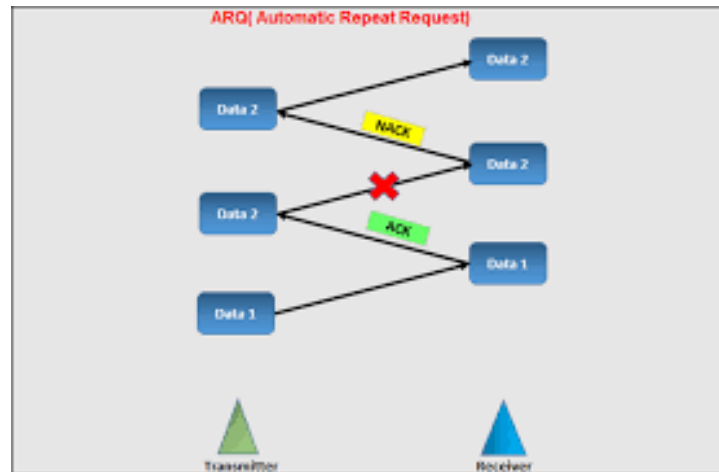 ARQ( Automatic Repeat Request)
Data 2
Data 2
NACK
Data 2
Data 2
ACK
Data 1
Data 1
Transmitter
Receiver